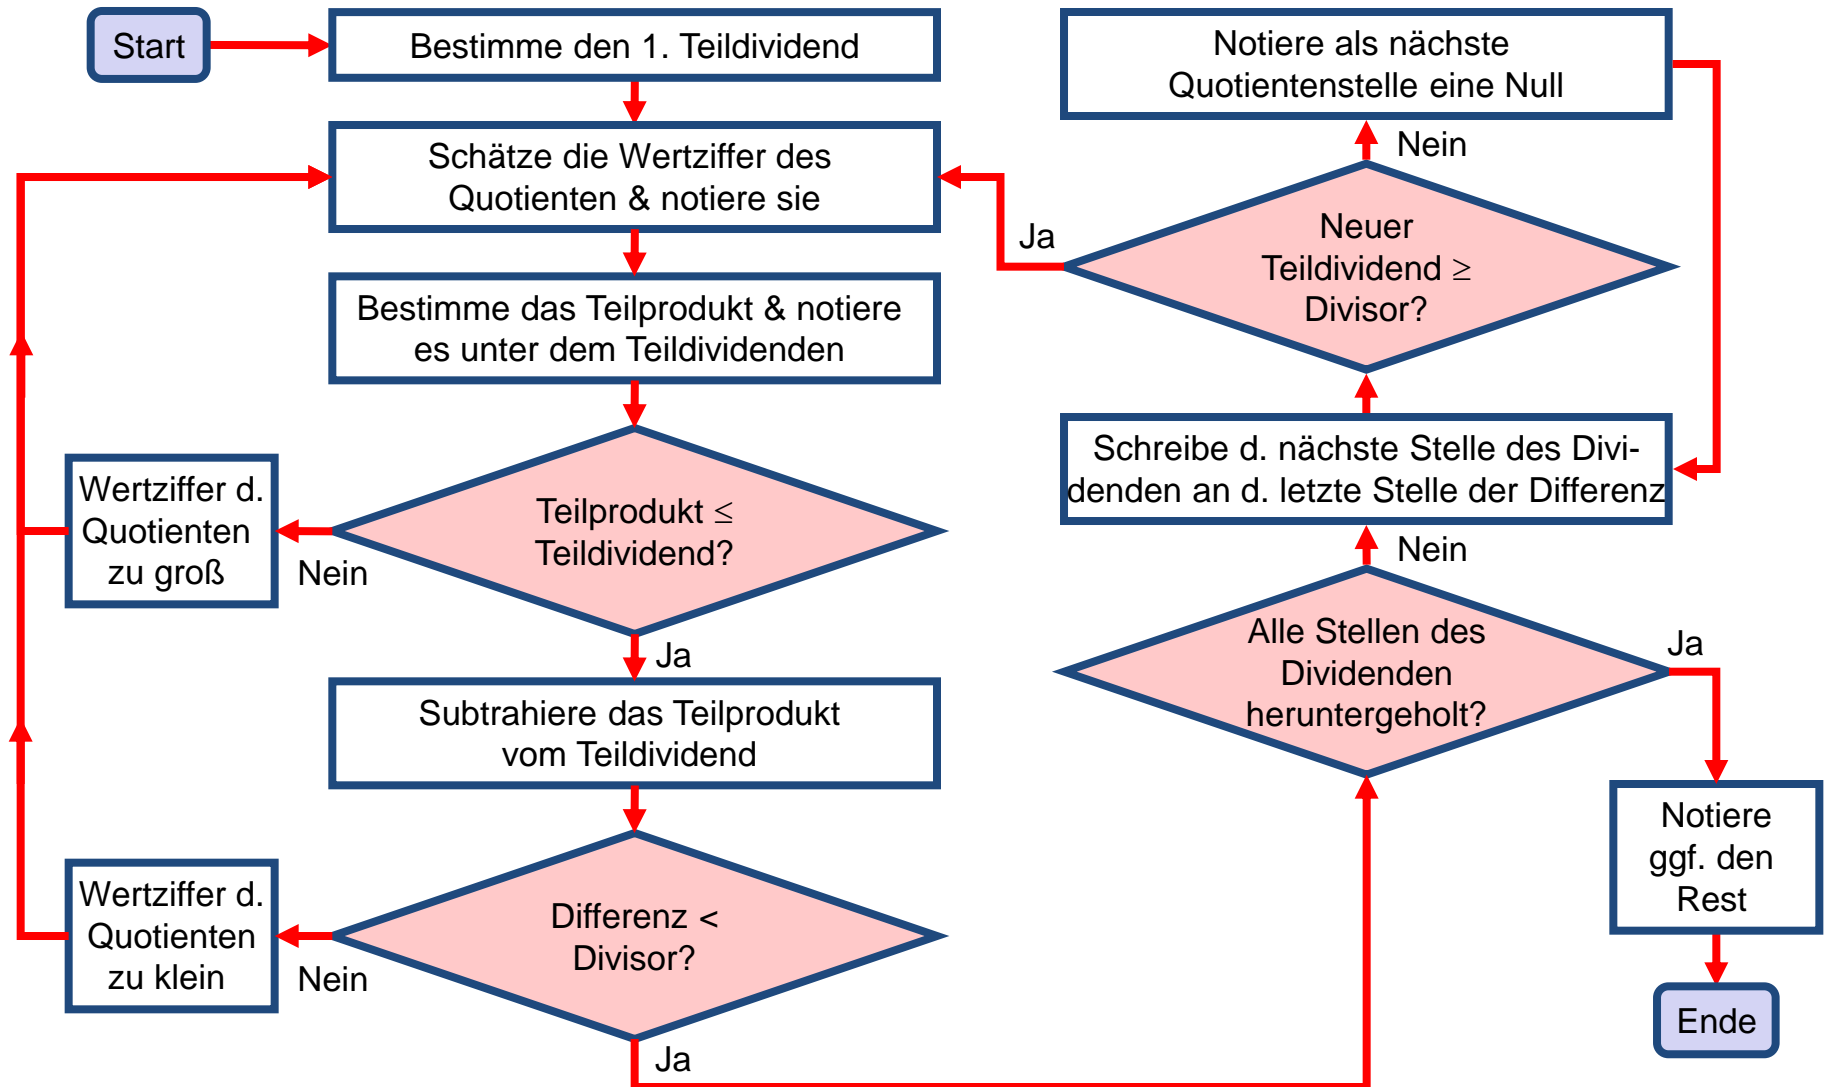 Start
Bestimme den 1. Teildividend
Schätze die Wertziffer des
Quotienten & notiere sie
Bestimme das Teilprodukt & notiere
es unter dem Teildividenden
Teilprodukt ≤
Teildividend?
Nein
Wertziffer d.
Quotienten
zu groß
Ja
Subtrahiere das Teilprodukt
vom Teildividend
Differenz <
Divisor?
Nein
Wertziffer d.
Quotienten
zu klein
Ja
Alle Stellen des
Dividenden
heruntergeholt?
Nein
Schreibe d. nächste Stelle des Divi-
denden an d. letzte Stelle der Differenz
Neuer
Teildividend ≥
Divisor?
Ja
Nein
Notiere als nächste
Quotientenstelle eine Null
Ja
Notiere
ggf. den
Rest
Ende